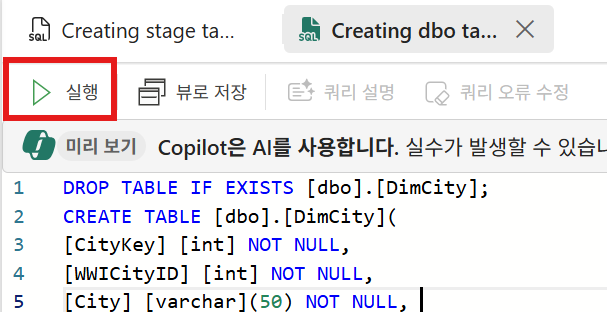 SQL Creating stage ta... SQL Creating dbo ta...
실행 뷰로 저장 쿼리 설명 쿼리 오류 수정
미리 보기 Copilot은 AI를 사용합니다. 실수가 발생할 수 있습
1 DROP TABLE IF EXISTS [dbo].[DimCity];
2 CREATE TABLE [dbo].[DimCity](
3 [CityKey] [int] NOT NULL,
4 [WWICityID] [int] NOT NULL,
5 [City] [varchar](50) NOT NULL,